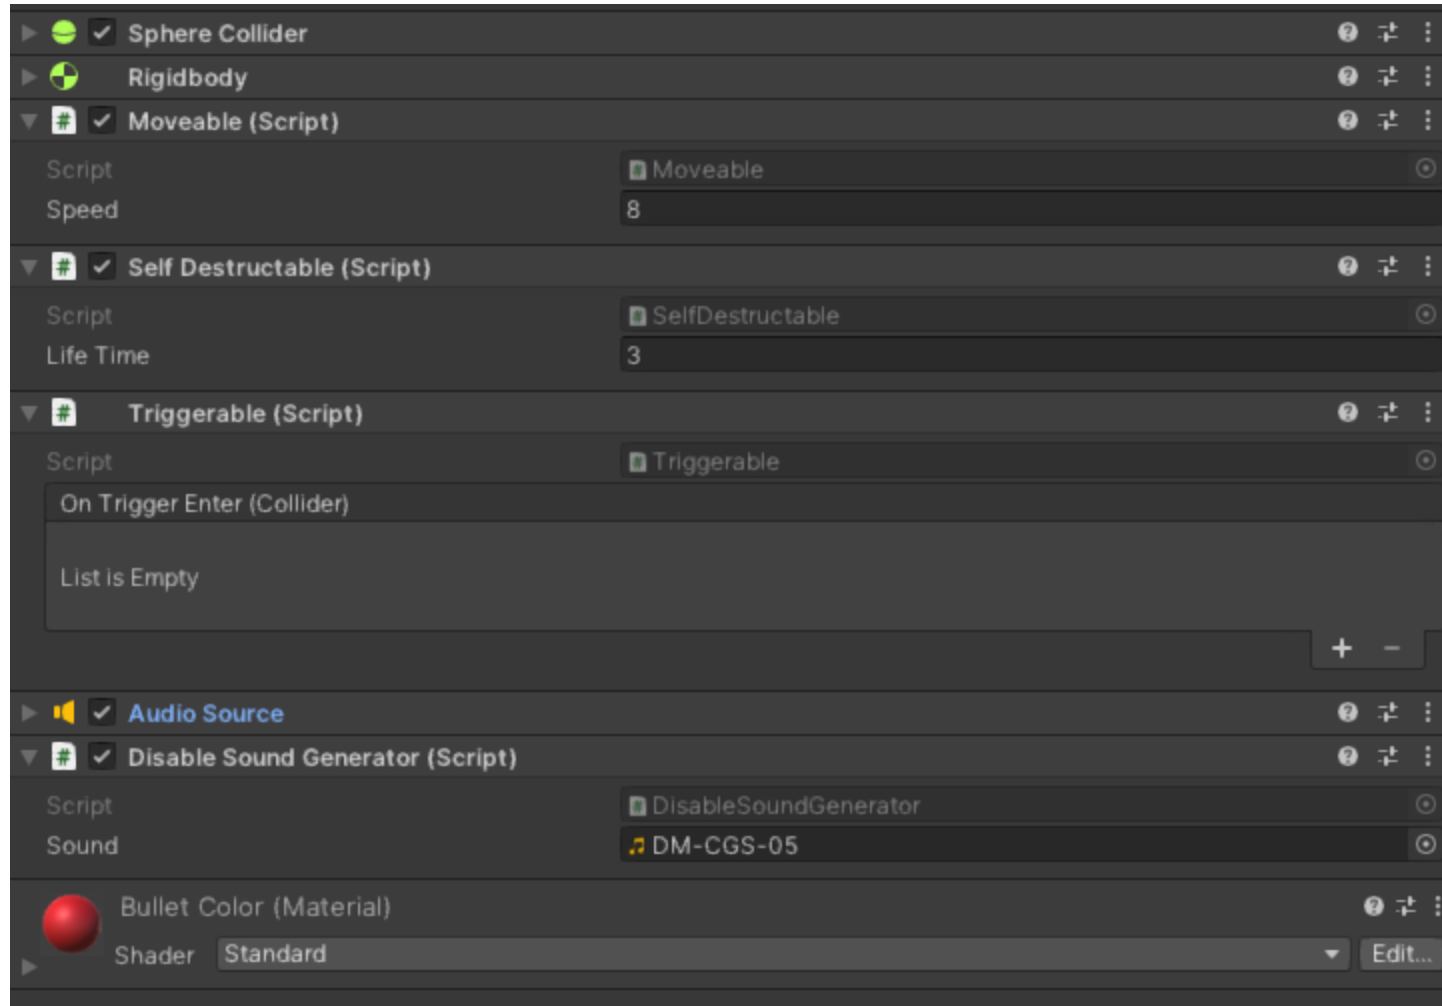 Sphere Collider
Rigidbody
# Moveable (Script)
Script # Moveable
Speed 8
# Self Destructable (Script)
Script # SelfDestructable
Life Time 3
# Triggerable (Script)
Script # Triggerable
On Trigger Enter (Collider)
List is Empty
+ −
Audio Source
# Disable Sound Generator (Script)
Script # DisableSoundGenerator
Sound DM-CGS-05
Bullet Color (Material)
Shader Standard Edit...